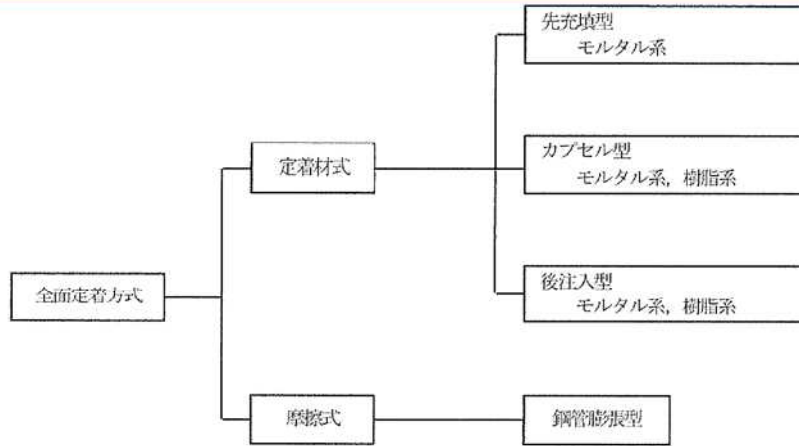 先充填型
モルタル系
定着材式
カプセル型
モルタル系，樹脂系
全面定着方式
後注入型
モルタル系，樹脂系
摩擦式
鋼管膨張型